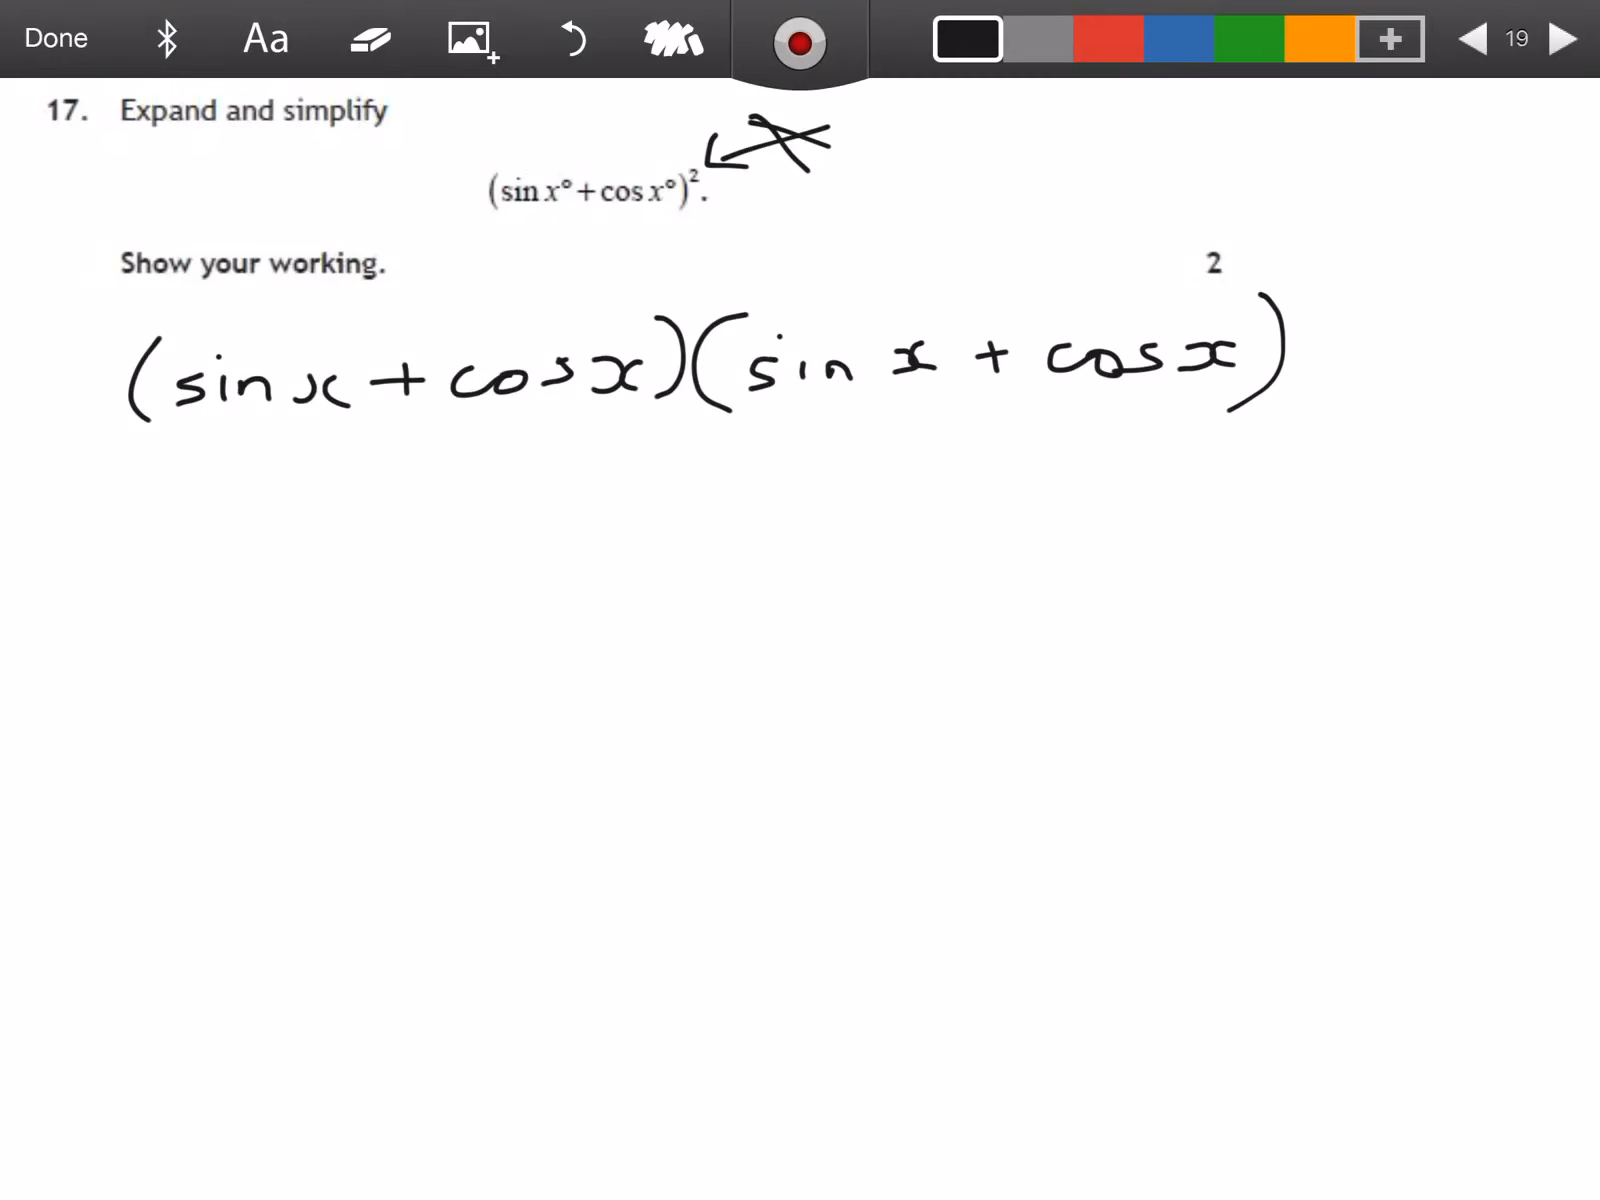 Done Aa 19
17. Expand and simplify
(sin x° + cos x°)².
Show your working. 2
(sin x + cos x)(sin x + cos x)